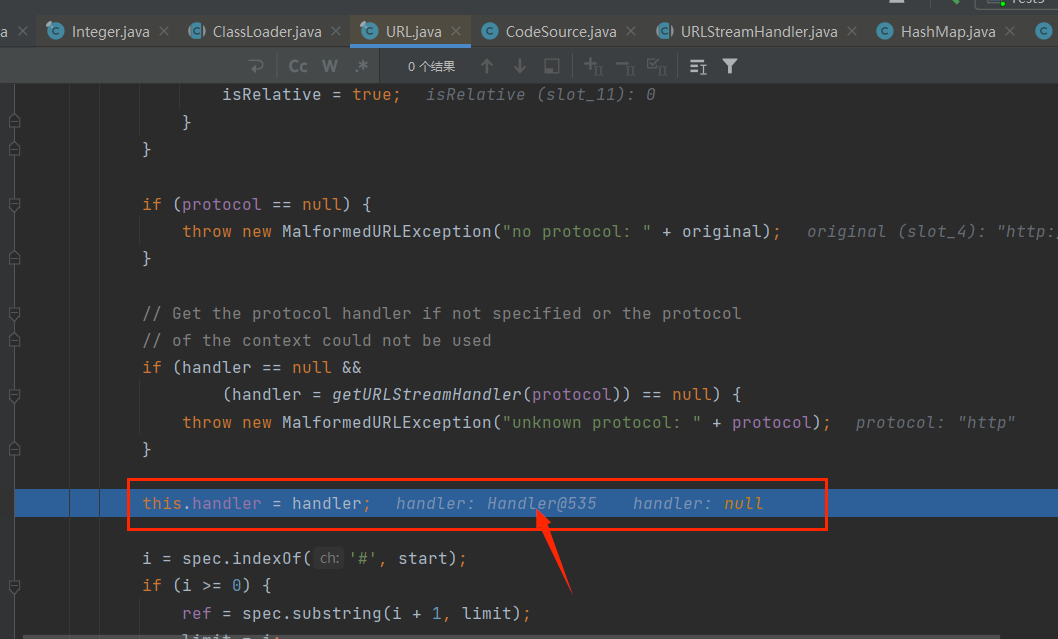 a Integer.java ClassLoader.java URL.java CodeSource.java URLStreamHandler.java HashMap.java
Cc W .* 0 个结果
isRelative = true; isRelative (slot_11): 0
}
}
if (protocol == null) {
throw new MalformedURLException("no protocol: " + original); original (slot_4): "http:
}
// Get the protocol handler if not specified or the protocol
// of the context could not be used
if (handler == null &&
(handler = getURLStreamHandler(protocol)) == null) {
throw new MalformedURLException("unknown protocol: " + protocol); protocol: "http"
}
this.handler = handler; handler: Handler@535 handler: null
i = spec.indexOf( ch: '#', start);
if (i >= 0) {
ref = spec.substring(i + 1, limit);
limit = i;